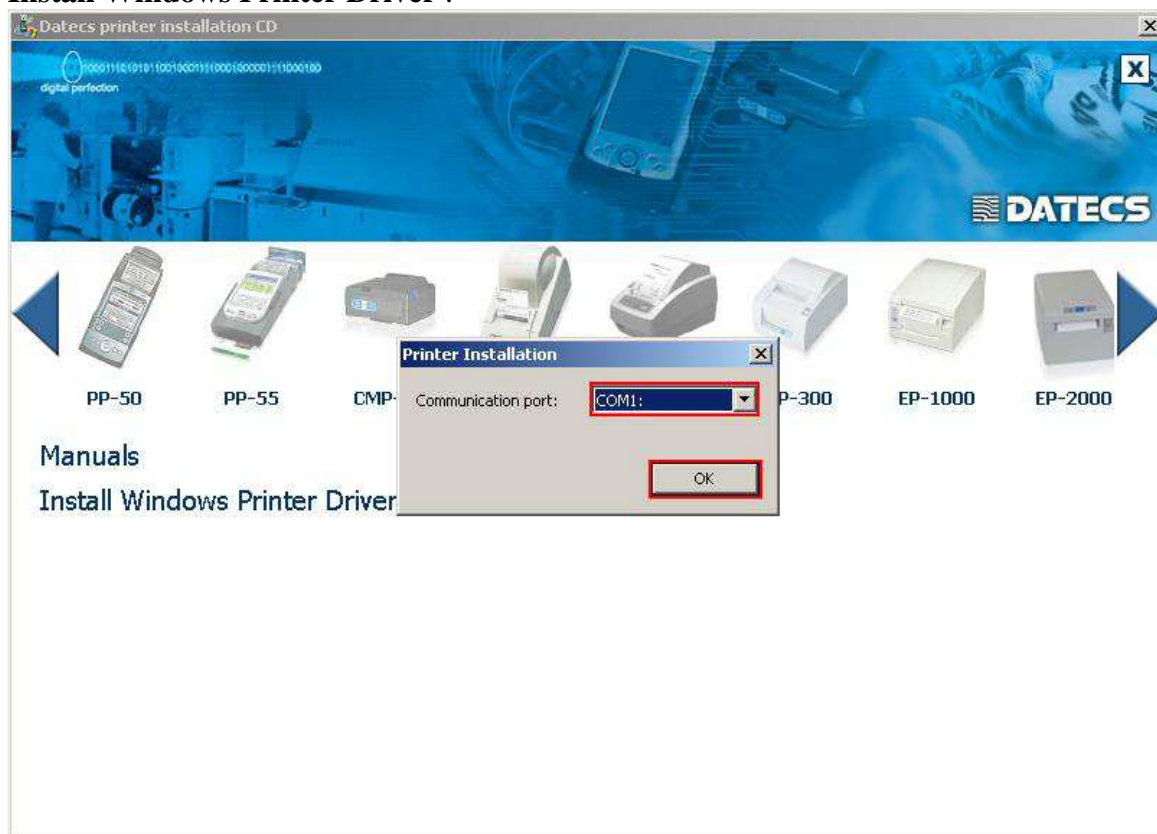 Install Windows Printer Driver".
Datecs printer installation CD
digital perfection
DATECS
Printer Installation
PP-50
PP-55
CMP-
P-300
EP-1000
EP-2000
Communication port:
COM1:
Manuals
OK
Install Windows Printer Driver